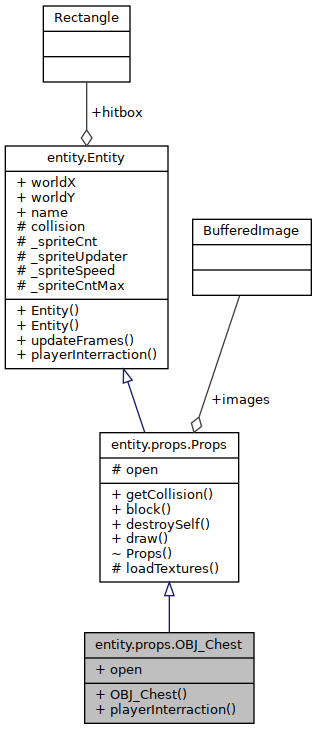 Rectangle
+hitbox
entity.Entity
+ worldX
+ worldY
+ name
# collision
# _spriteCnt
# _spriteUpdater
# _spriteSpeed
# _spriteCntMax
+ Entity()
+ Entity()
+ updateFrames()
+ playerInterraction()
BufferedImage
+images
entity.props.Props
# open
+ getCollision()
+ block()
+ destroySelf()
+ draw()
~ Props()
# loadTextures()
entity.props.OBJ_Chest
+ open
+ OBJ_Chest()
+ playerInterraction()